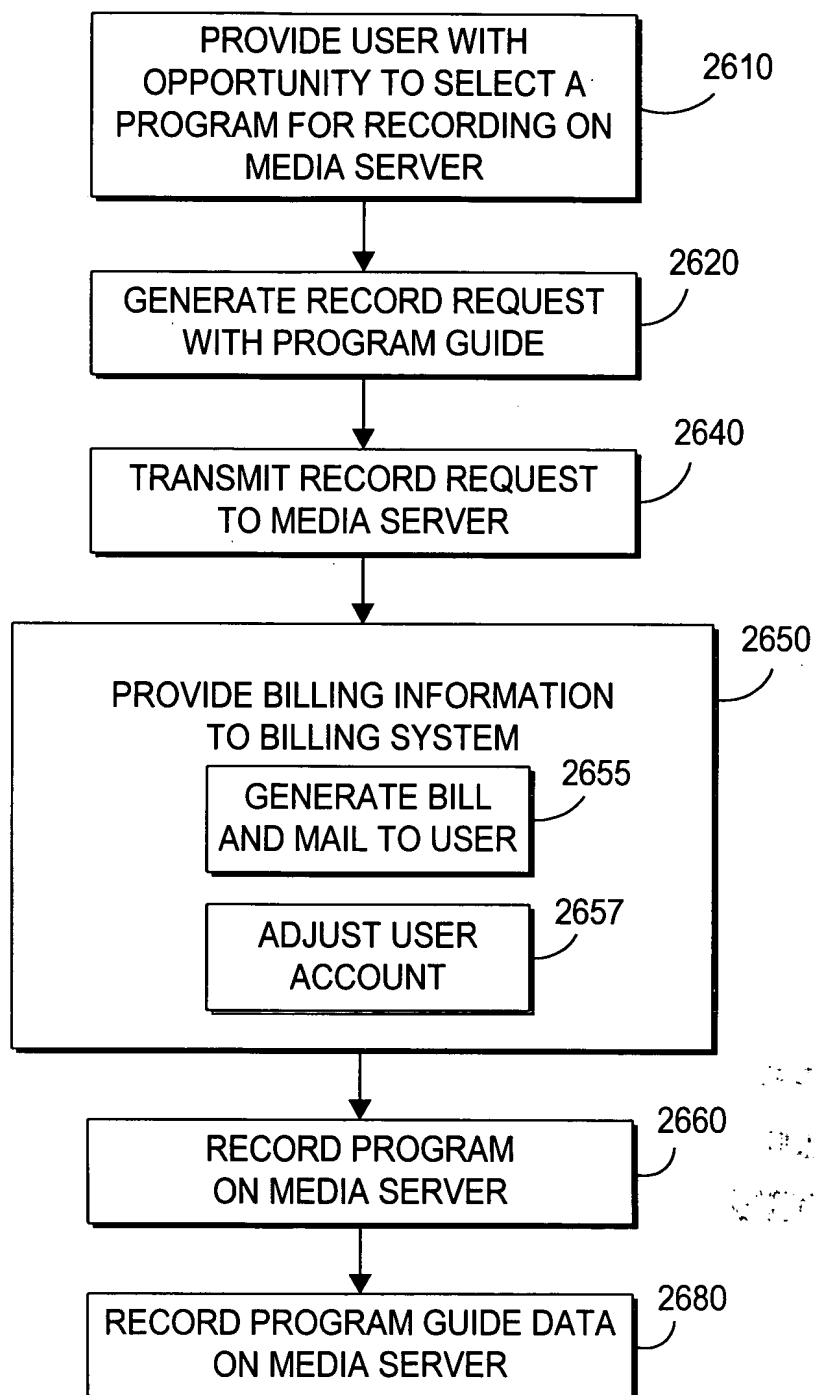 PROVIDE USER WITH
OPPORTUNITY TO SELECT A
PROGRAM FOR RECORDING ON
MEDIA SERVER
2610
GENERATE RECORD REQUEST
WITH PROGRAM GUIDE
2620
TRANSMIT RECORD REQUEST
TO MEDIA SERVER
2640
PROVIDE BILLING INFORMATION
TO BILLING SYSTEM
2650
GENERATE BILL
AND MAIL TO USER
2655
ADJUST USER
ACCOUNT
2657
RECORD PROGRAM
ON MEDIA SERVER
2660
RECORD PROGRAM GUIDE DATA
ON MEDIA SERVER
2680